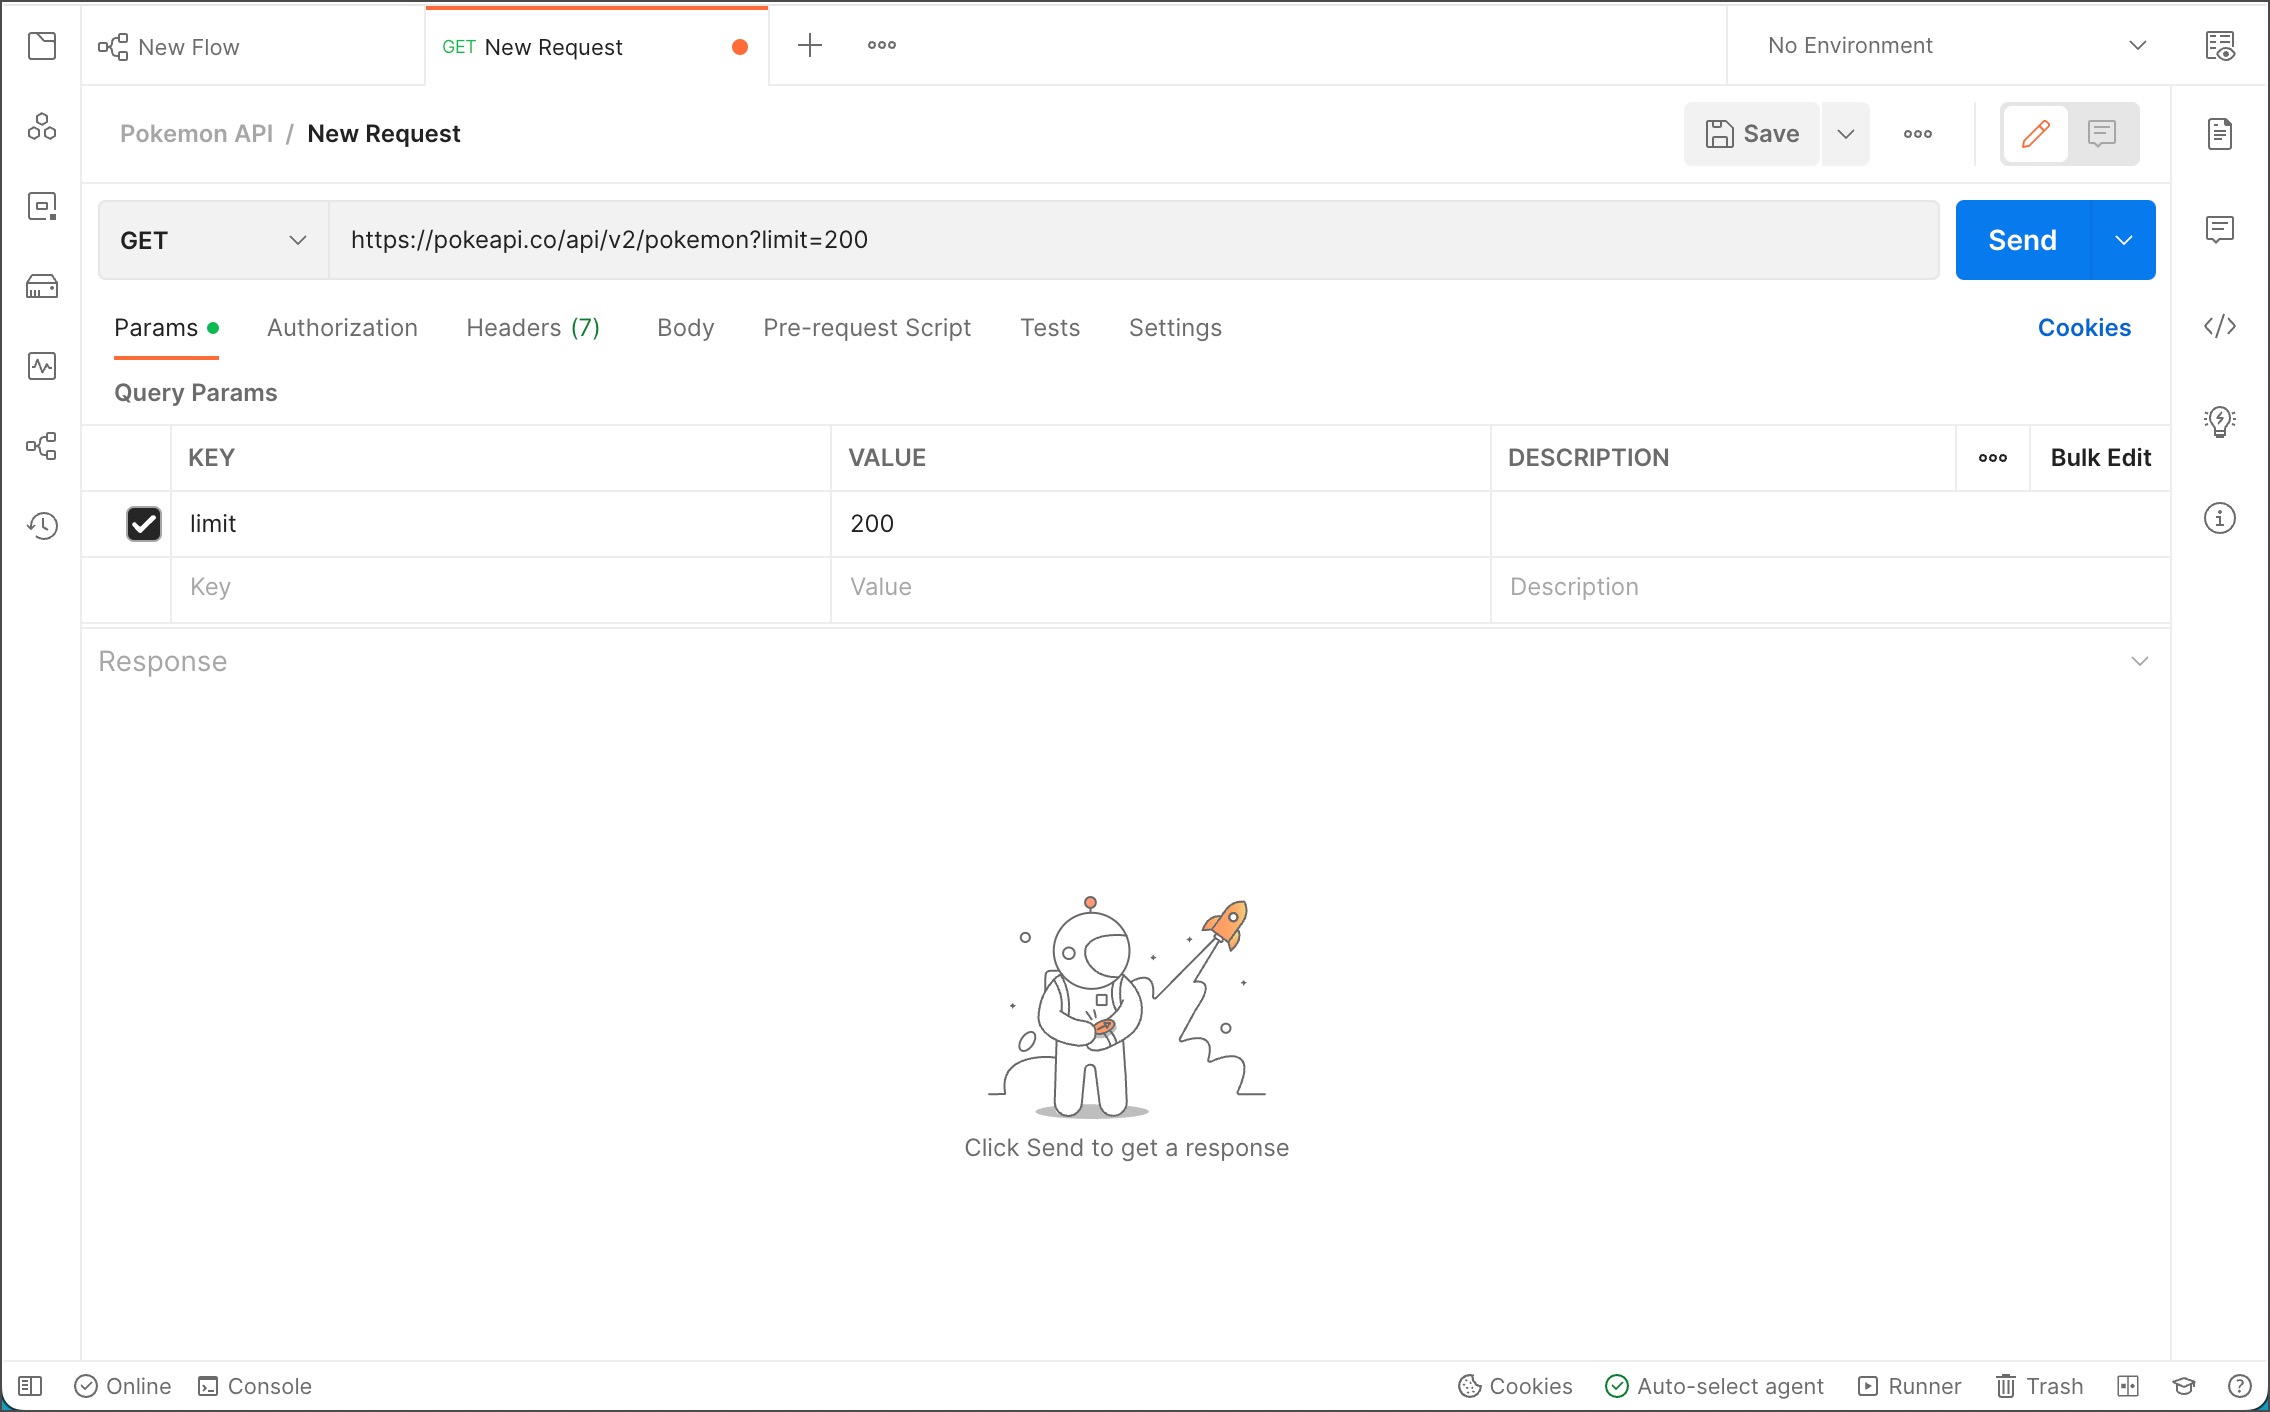 New Flow
GET New Request
No Environment
Pokemon API / New Request
Save
GET
https://pokeapi.co/api/v2/pokemon?limit=200
Send
Params Authorization Headers (7) Body Pre-request Script Tests Settings Cookies
Query Params
KEY VALUE DESCRIPTION Bulk Edit
limit 200
Key Value Description
Response
Click Send to get a response
Online Console Cookies Auto-select agent Runner Trash